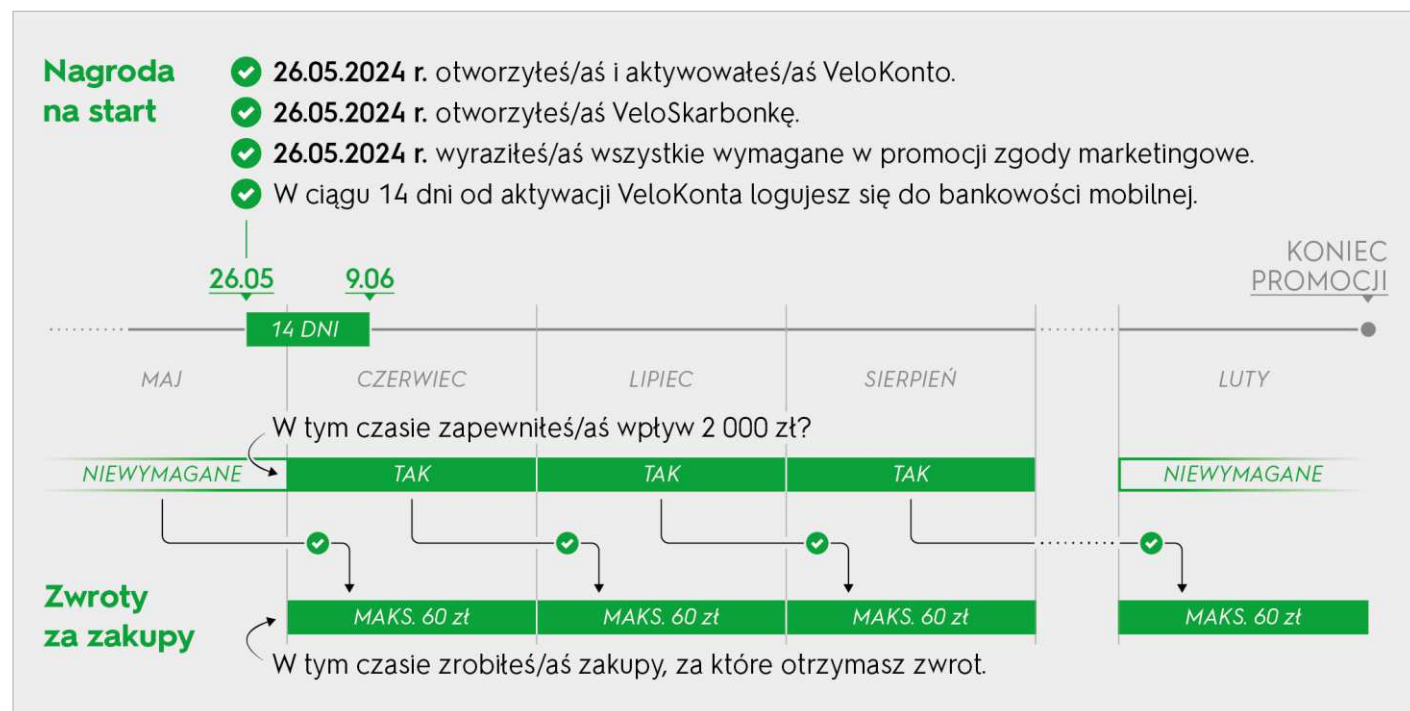 Nagroda
na start
26.05.2024 r. otworzyłeś/aś i aktywowałeś/aś VeloKonto.
26.05.2024 r. otworzyłeś/aś VeloSkarbonkę.
26.05.2024 r. wyraziłeś/aś wszystkie wymagane w promocji zgody marketingowe.
W ciągu 14 dni od aktywacji VeloKonta logujesz się do bankowości mobilnej.
KONIEC
PROMOCJI
26.05 9.06
14 DNI
MAJ CZERWIEC LIPIEC SIERPIEŃ LUTY
W tym czasie zapewniłeś/aś wpływ 2 000 zł?
NIEWYMAGANE TAK TAK TAK NIEWYMAGANE
Zwroty
za zakupy
MAKS. 60 zł MAKS. 60 zł MAKS. 60 zł MAKS. 60 zł
W tym czasie zrobiłeś/aś zakupy, za które otrzymasz zwrot.